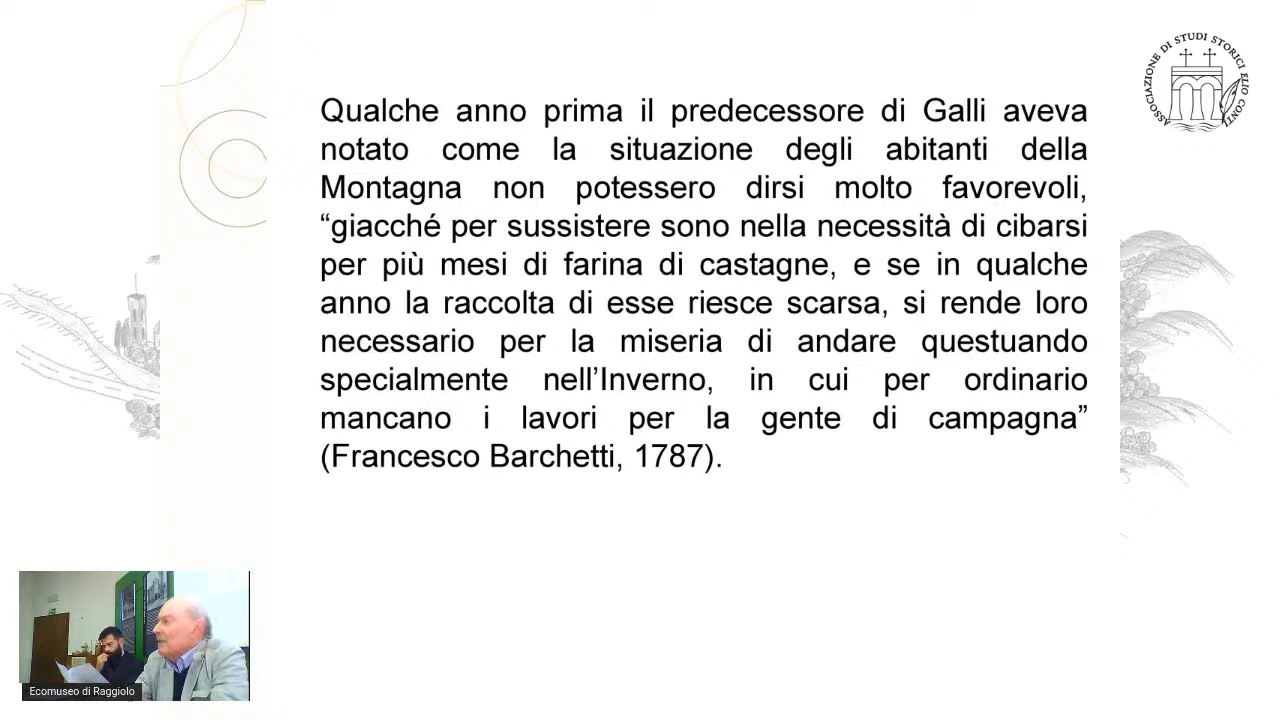 Qualche anno prima il predecessore di Galli aveva
notato come la situazione degli abitanti della
Montagna non potessero dirsi molto favorevoli,
“giacché per sussistere sono nella necessità di cibarsi
per più mesi di farina di castagne, e se in qualche
anno la raccolta di esse riesce scarsa, si rende loro
necessario per la miseria di andare questuando
specialmente nell’Inverno, in cui per ordinario
mancano i lavori per la gente di campagna”
(Francesco Barchetti, 1787).
ASSOCIAZIONE DI STUDI STORICI ELIO CONTI
Ecomuseo di Raggiolo